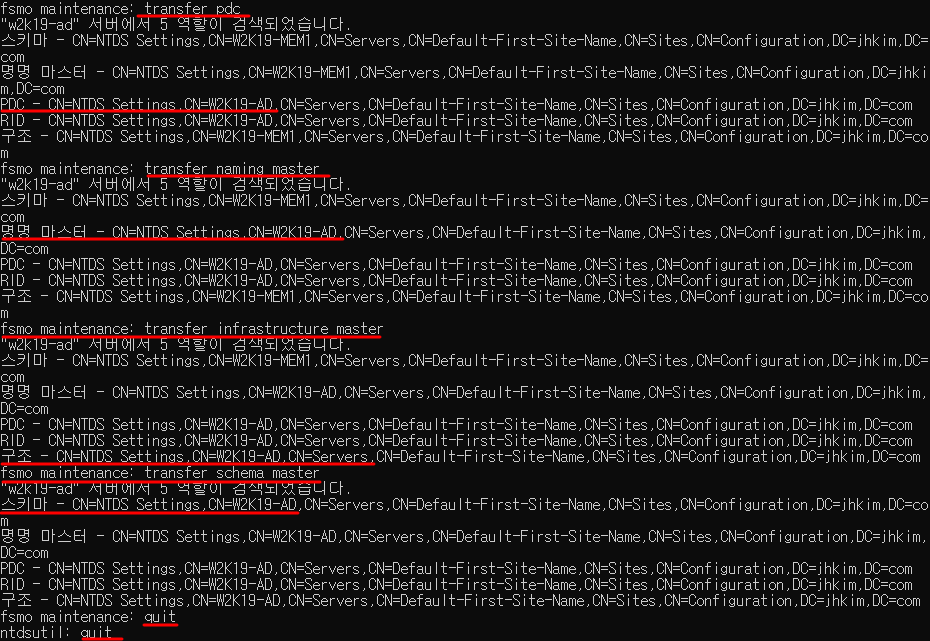 fsmo maintenance: transfer pdc
"w2k19-ad" 서버에서 5 역할이 검색되었습니다.
스키마 - CN=NTDS Settings,CN=W2K19-MEM1,CN=Servers,CN=Default-First-Site-Name,CN=Sites,CN=Configuration,DC=jhkim,DC=
com
명명 마스터 - CN=NTDS Settings,CN=W2K19-MEM1,CN=Servers,CN=Default-First-Site-Name,CN=Sites,CN=Configuration,DC=jhki
m,DC=com
PDC - CN=NTDS Settings,CN=W2K19-AD,CN=Servers,CN=Default-First-Site-Name,CN=Sites,CN=Configuration,DC=jhkim,DC=com
RID - CN=NTDS Settings,CN=W2K19-AD,CN=Servers,CN=Default-First-Site-Name,CN=Sites,CN=Configuration,DC=jhkim,DC=com
구조 - CN=NTDS Settings,CN=W2K19-MEM1,CN=Servers,CN=Default-First-Site-Name,CN=Sites,CN=Configuration,DC=jhkim,DC=co
m
fsmo maintenance: transfer naming master
"w2k19-ad" 서버에서 5 역할이 검색되었습니다.
스키마 - CN=NTDS Settings,CN=W2K19-MEM1,CN=Servers,CN=Default-First-Site-Name,CN=Sites,CN=Configuration,DC=jhkim,DC=
com
명명 마스터 - CN=NTDS Settings,CN=W2K19-AD,CN=Servers,CN=Default-First-Site-Name,CN=Sites,CN=Configuration,DC=jhkim,
DC=com
PDC - CN=NTDS Settings,CN=W2K19-AD,CN=Servers,CN=Default-First-Site-Name,CN=Sites,CN=Configuration,DC=jhkim,DC=com
RID - CN=NTDS Settings,CN=W2K19-AD,CN=Servers,CN=Default-First-Site-Name,CN=Sites,CN=Configuration,DC=jhkim,DC=com
구조 - CN=NTDS Settings,CN=W2K19-MEM1,CN=Servers,CN=Default-First-Site-Name,CN=Sites,CN=Configuration,DC=jhkim,DC=co
m
fsmo maintenance: transfer infrastructure master
"w2k19-ad" 서버에서 5 역할이 검색되었습니다.
스키마 - CN=NTDS Settings,CN=W2K19-MEM1,CN=Servers,CN=Default-First-Site-Name,CN=Sites,CN=Configuration,DC=jhkim,DC=
com
명명 마스터 - CN=NTDS Settings,CN=W2K19-AD,CN=Servers,CN=Default-First-Site-Name,CN=Sites,CN=Configuration,DC=jhkim,
DC=com
PDC - CN=NTDS Settings,CN=W2K19-AD,CN=Servers,CN=Default-First-Site-Name,CN=Sites,CN=Configuration,DC=jhkim,DC=com
RID - CN=NTDS Settings,CN=W2K19-AD,CN=Servers,CN=Default-First-Site-Name,CN=Sites,CN=Configuration,DC=jhkim,DC=com
구조 - CN=NTDS Settings,CN=W2K19-AD,CN=Servers,CN=Default-First-Site-Name,CN=Sites,CN=Configuration,DC=jhkim,DC=com
fsmo maintenance: transfer schema master
"w2k19-ad" 서버에서 5 역할이 검색되었습니다.
스키마 - CN=NTDS Settings,CN=W2K19-AD,CN=Servers,CN=Default-First-Site-Name,CN=Sites,CN=Configuration,DC=jhkim,DC=co
m
명명 마스터 - CN=NTDS Settings,CN=W2K19-AD,CN=Servers,CN=Default-First-Site-Name,CN=Sites,CN=Configuration,DC=jhkim,
DC=com
PDC - CN=NTDS Settings,CN=W2K19-AD,CN=Servers,CN=Default-First-Site-Name,CN=Sites,CN=Configuration,DC=jhkim,DC=com
RID - CN=NTDS Settings,CN=W2K19-AD,CN=Servers,CN=Default-First-Site-Name,CN=Sites,CN=Configuration,DC=jhkim,DC=com
구조 - CN=NTDS Settings,CN=W2K19-AD,CN=Servers,CN=Default-First-Site-Name,CN=Sites,CN=Configuration,DC=jhkim,DC=com
fsmo maintenance: quit
ntdsutil: quit